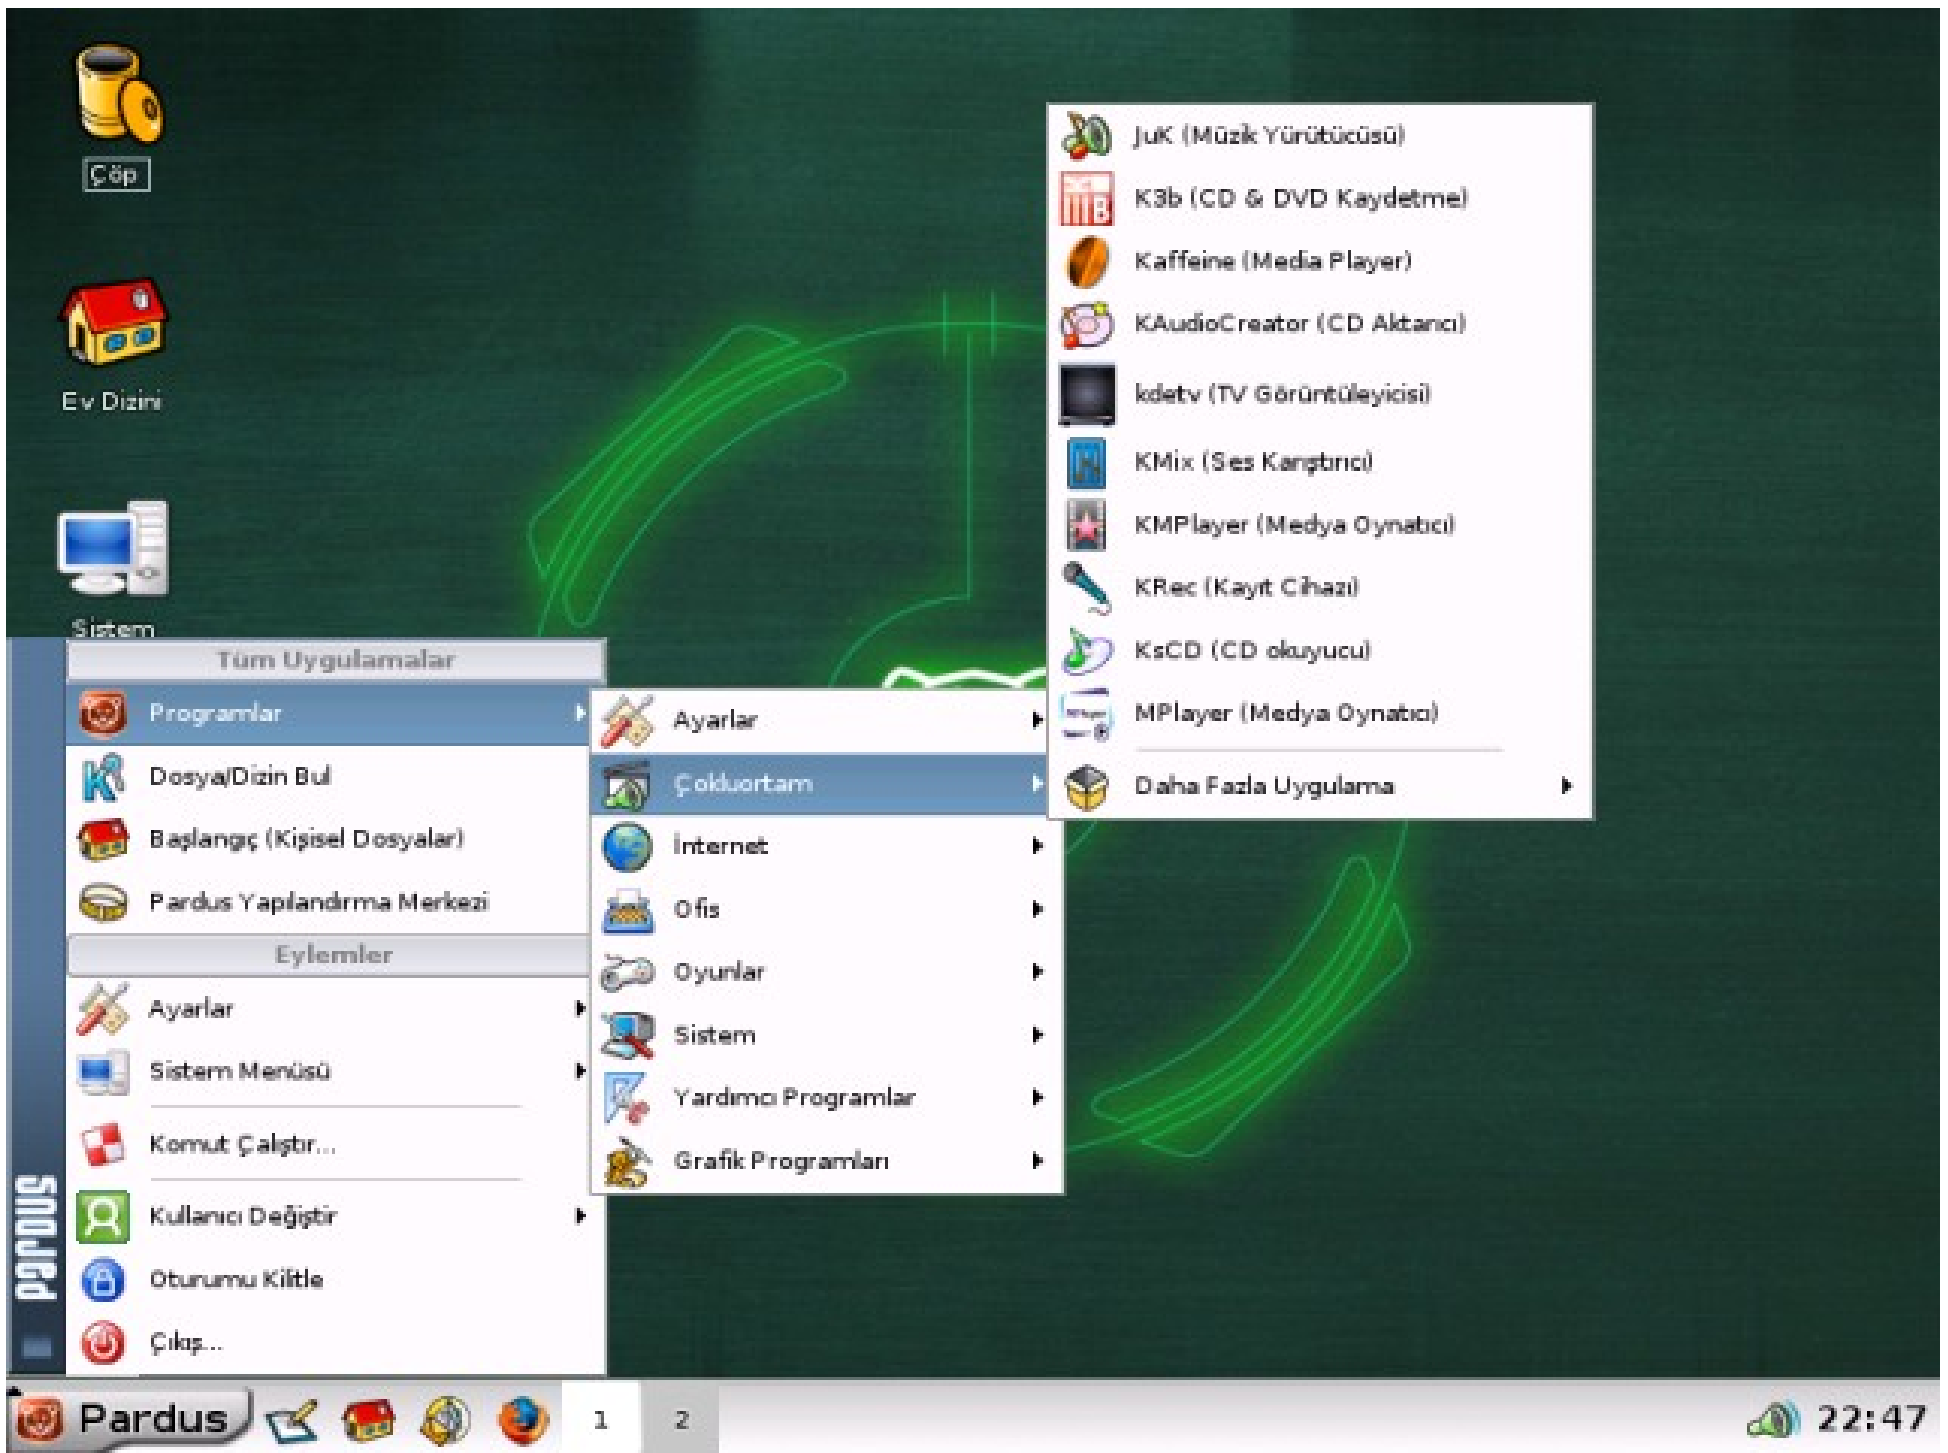 Çöp
Ev Dizini
Sistem
Tüm Uygulamalar
Programlar
Dosya/Dizin Bul
Başlangıç (Kişisel Dosyalar)
Pardus Yapılandırma Merkezi
Eylemler
Ayarlar
Sistem Menüsü
Komut Çalıştır...
Kullanıcı Değiştir
Oturumu Kilitle
Çıkış...
PARDUS
Ayarlar
Çokluortam
İnternet
Ofis
Oyunlar
Sistem
Yardımcı Programlar
Grafik Programları
JuK (Müzik Yürütücüsü)
K3b (CD & DVD Kaydetme)
Kaffeine (Media Player)
KAudioCreator (CD Aktarıcı)
kdetv (TV Görüntüleyicisi)
KMix (Ses Karıştırıcı)
KMPlayer (Medya Oynatıcı)
KRec (Kayıt Cihazı)
KsCD (CD okuyucu)
MPlayer (Medya Oynatıcı)
Daha Fazla Uygulama
Pardus
1
2
22:47